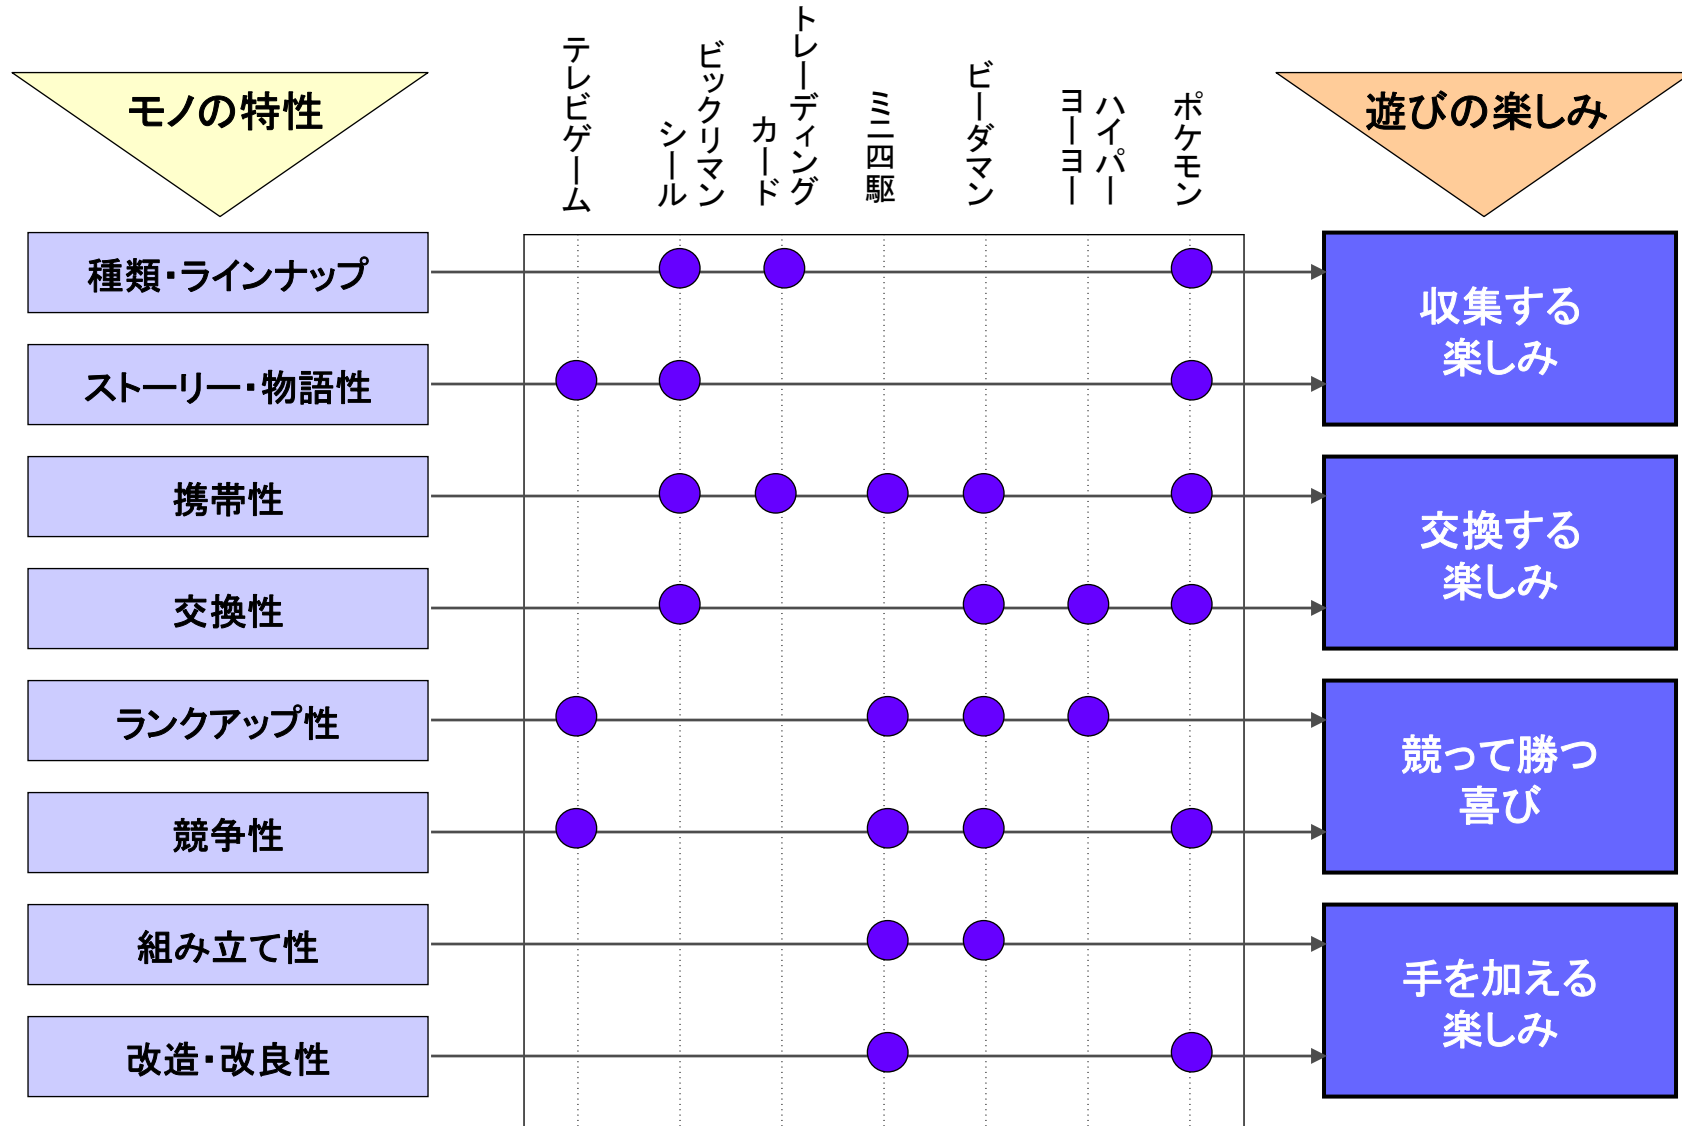 モノの特性
テレビゲーム
ビックリマン
シール
トレーディング
カード
ミニ四駆
ビーダマン
ハイパー
ヨーヨー
ポケモン
遊びの楽しみ
種類・ラインナップ
ストーリー・物語性
携帯性
交換性
ランクアップ性
競争性
組み立て性
改造・改良性
収集する
楽しみ
交換する
楽しみ
競って勝つ
喜び
手を加える
楽しみ